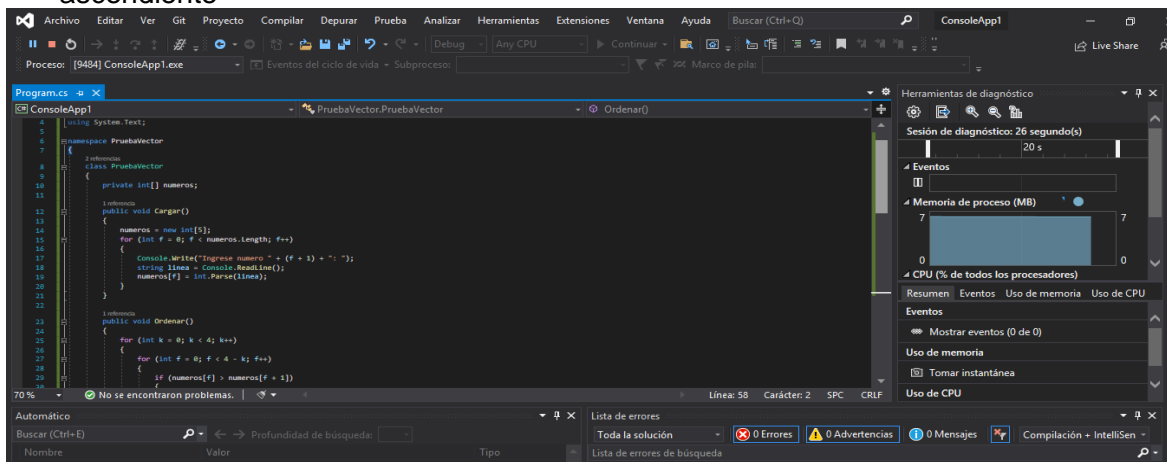 ascendiente
Archivo Editar Ver Git Proyecto Compilar Depurar Prueba Analizar Herramientas Extensiones Ventana Ayuda Buscar (Ctrl+Q) ConsoleApp1
Debug Any CPU Continuar Live Share
Proceso: [9484] ConsoleApp1.exe Eventos del ciclo de vida Subproceso: Marco de pila:
Program.cs
ConsoleApp1 PruebaVector.PruebaVector Ordenar()
4 using System.Text;
5
6 namespace PruebaVector
7 {
2 referencias
8 class PruebaVector
9 {
10 private int[] numeros;
11
1 referencia
12 public void Cargar()
13 {
14 numeros = new int[5];
15 for (int f = 0; f < numeros.Length; f++)
16 {
17 Console.Write("Ingrese numero " + (f + 1) + ": ");
18 string linea = Console.ReadLine();
19 numeros[f] = int.Parse(linea);
20 }
21 }
22
1 referencia
23 public void Ordenar()
24 {
25 for (int k = 0; k < 4; k++)
26 {
27 for (int f = 0; f < 4 - k; f++)
28 {
29 if (numeros[f] > numeros[f + 1])
30 {
70 % No se encontraron problemas. Línea: 58 Carácter: 2 SPC CRLF
Herramientas de diagnóstico
Sesión de diagnóstico: 26 segundo(s)
20 s
Eventos
Memoria de proceso (MB)
7 7
0 0
CPU (% de todos los procesadores)
Resumen Eventos Uso de memoria Uso de CPU
Eventos
Mostrar eventos (0 de 0)
Uso de memoria
Tomar instantánea
Uso de CPU
Automático
Buscar (Ctrl+E) Profundidad de búsqueda:
Nombre Valor Tipo
Lista de errores
Toda la solución 0 Errores 0 Advertencias 0 Mensajes Compilación + IntelliSen
Lista de errores de búsqueda